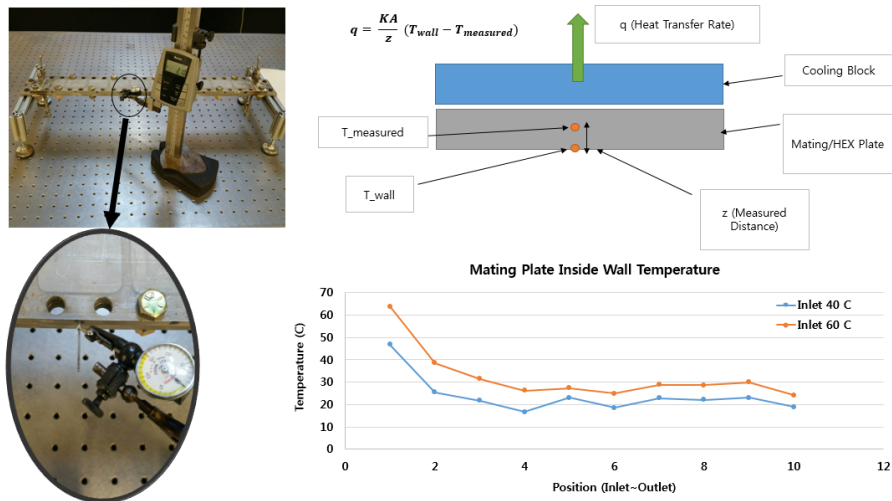 q = KA/z (T_wall − T_measured)
q (Heat Transfer Rate)
Cooling Block
T_measured
Mating/HEX Plate
T_wall
z (Measured
Distance)
Mating Plate Inside Wall Temperature
Inlet 40 C
Inlet 60 C
Temperature (C)
70
60
50
40
30
20
10
0
0
2
4
6
8
10
12
Position (Inlet~Outlet)